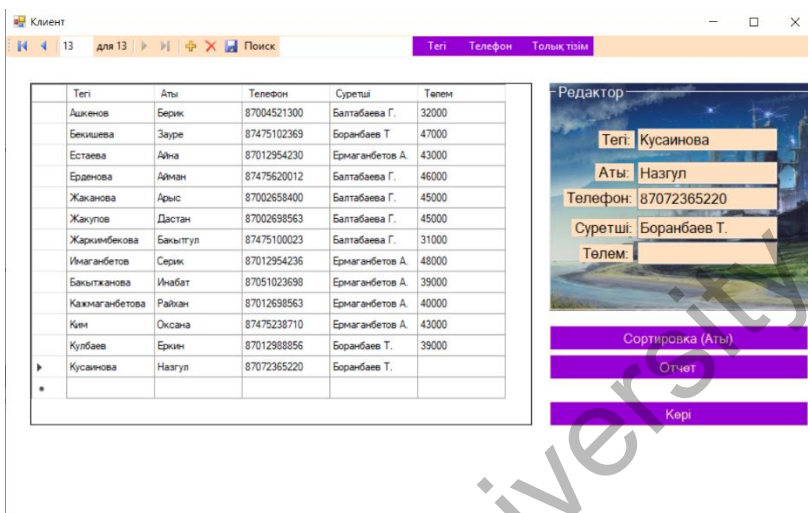 Клиент
13 для 13 Поиск Тегі Телефон Толық тізім
Тегі Аты Телефон Суретші Төлем
Ашкенов Берик 87004521300 Балтабаева Г. 32000
Бекишева Зауре 87475102369 Боранбаев Т 47000
Естаева Айна 87012954230 Ермаганбетов А. 43000
Ерденова Айман 87475620012 Балтабаева Г. 46000
Жаканова Арыс 87002658400 Балтабаева Г. 45000
Жакупов Дастан 87002698563 Балтабаева Г. 45000
Жаркимбекова Бакытгул 87475100023 Балтабаева Г. 31000
Имаганбетов Серик 87012954236 Ермаганбетов А. 48000
Бакытжанова Инабат 87051023698 Ермаганбетов А. 39000
Кажмаганбетова Райхан 87012698563 Ермаганбетов А. 40000
Ким Оксана 87475238710 Ермаганбетов А. 43000
Кулбаев Еркин 87012988856 Боранбаев Т. 39000
Кусаинова Назгул 87072365220 Боранбаев Т.
Редактор
Тегі: Кусаинова
Аты: Назгул
Телефон: 87072365220
Суретші: Боранбаев Т.
Төлем:
Сортировка (Аты)
Отчет
Кері
iversity